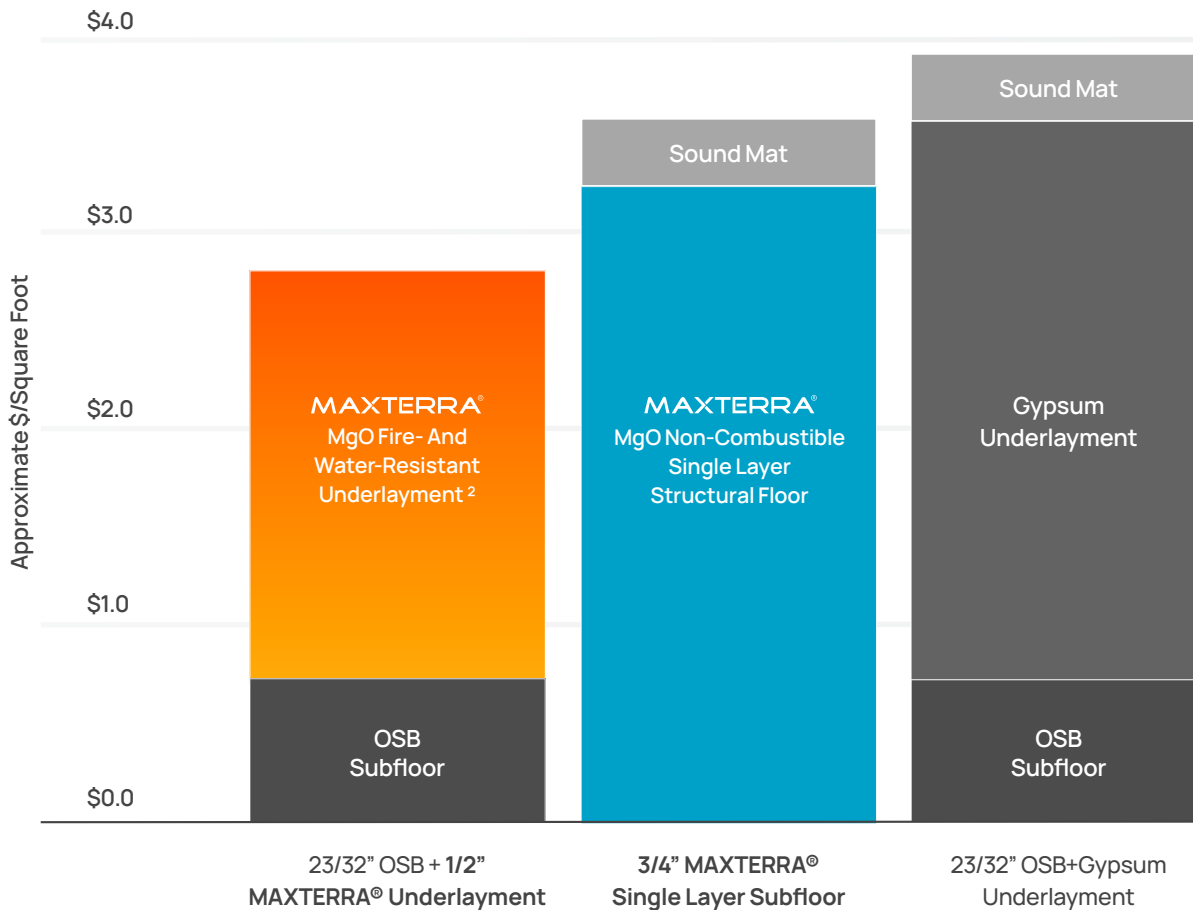 Approximate $/Square Foot
$4.0
$3.0
$2.0
$1.0
$0.0
MAXTERRA®
MgO Fire- And
Water-Resistant
Underlayment ²
OSB
Subfloor
Sound Mat
MAXTERRA®
MgO Non-Combustible
Single Layer
Structural Floor
Sound Mat
Gypsum
Underlayment
OSB
Subfloor
23/32” OSB + 1/2”
MAXTERRA® Underlayment
3/4” MAXTERRA®
Single Layer Subfloor
23/32” OSB+Gypsum
Underlayment